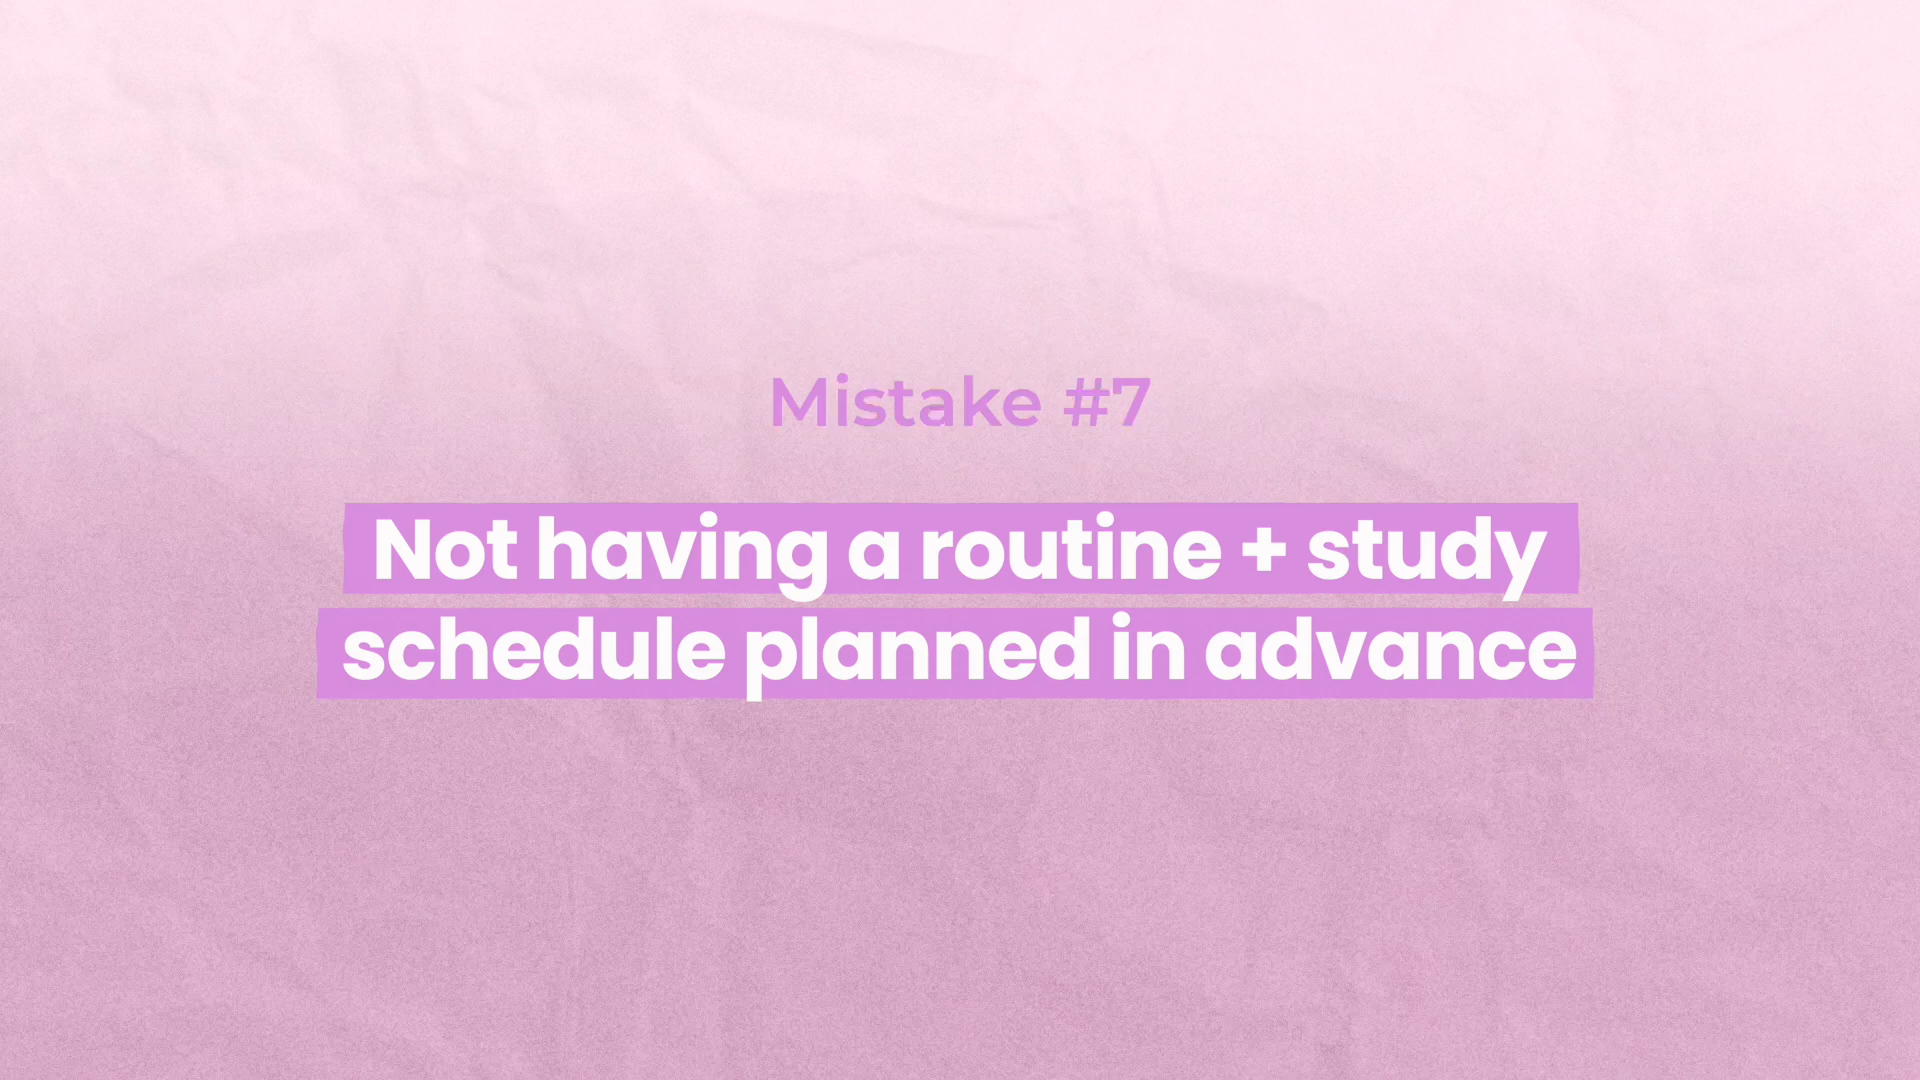 Mistake #7
Not having a routine + study
schedule planned in advance